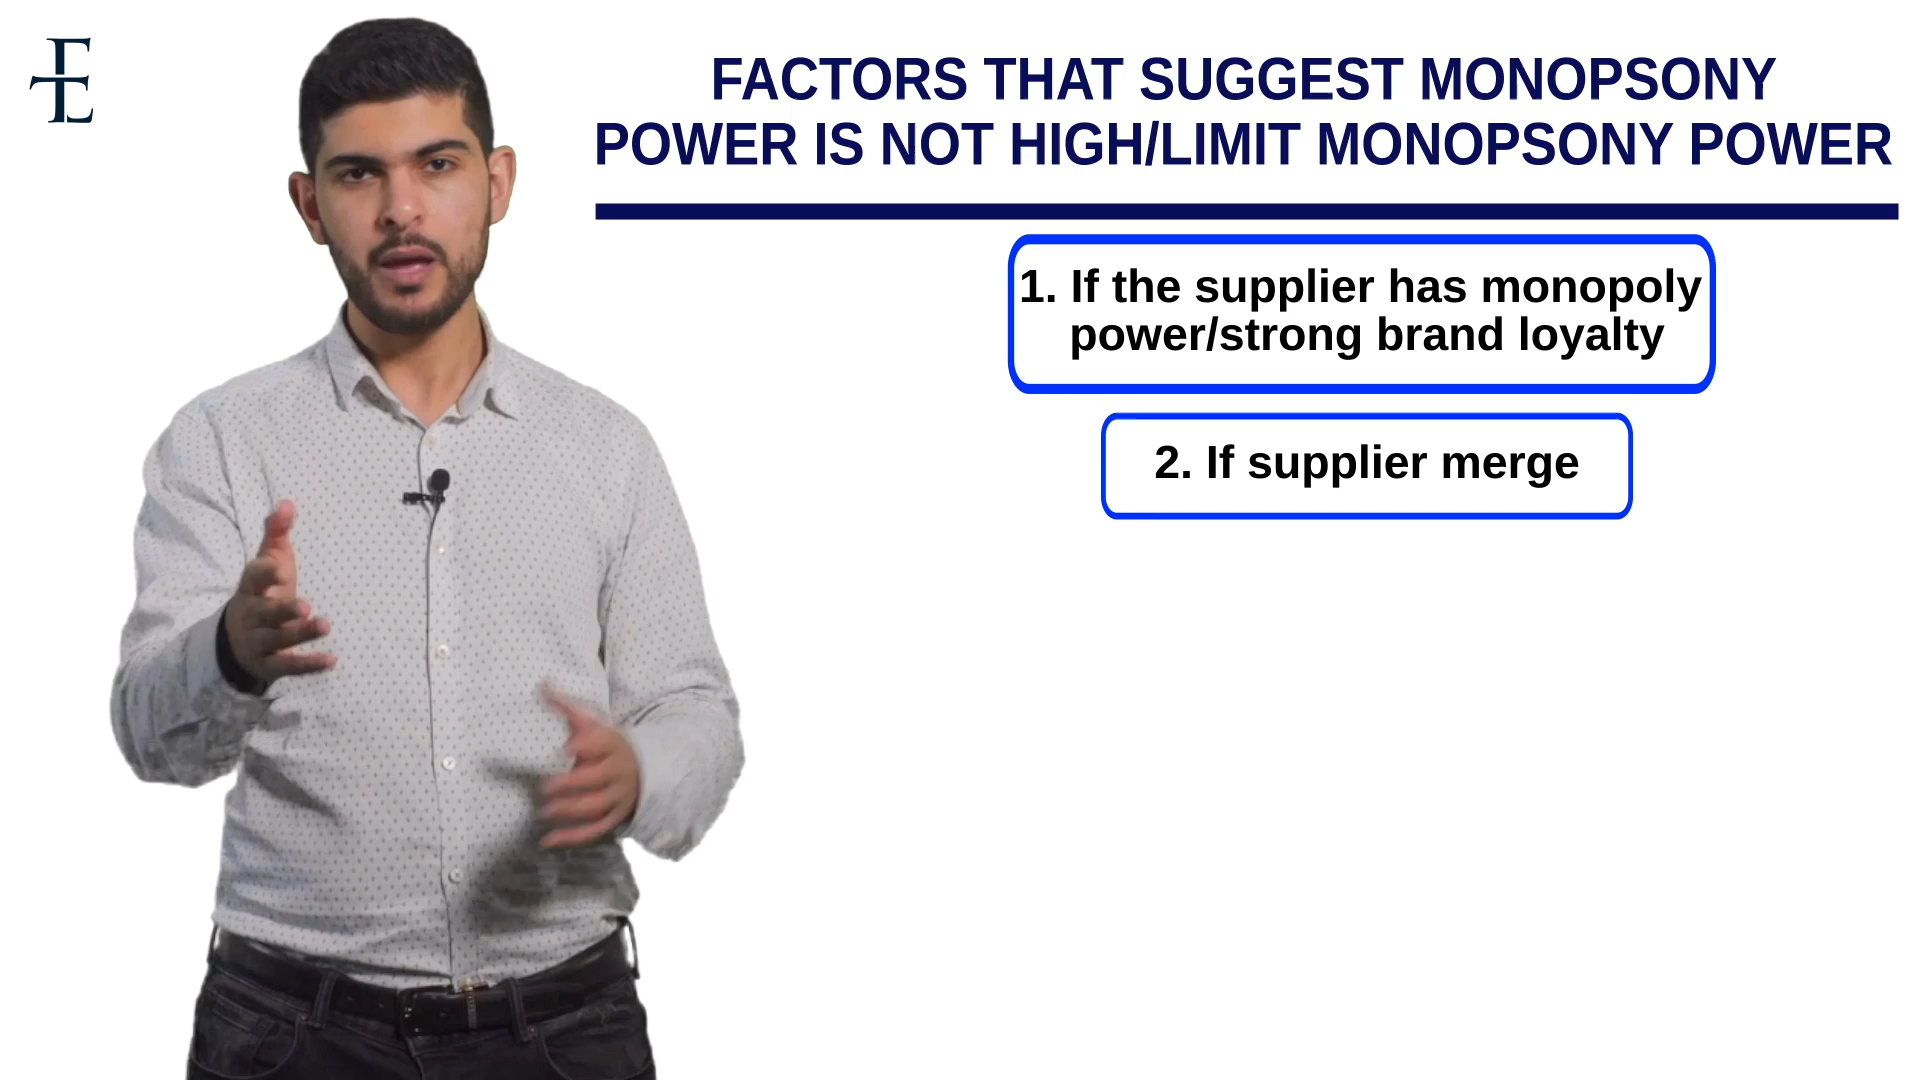 FACTORS THAT SUGGEST MONOPSONY
POWER IS NOT HIGH/LIMIT MONOPSONY POWER
1. If the supplier has monopoly
power/strong brand loyalty
2. If supplier merge